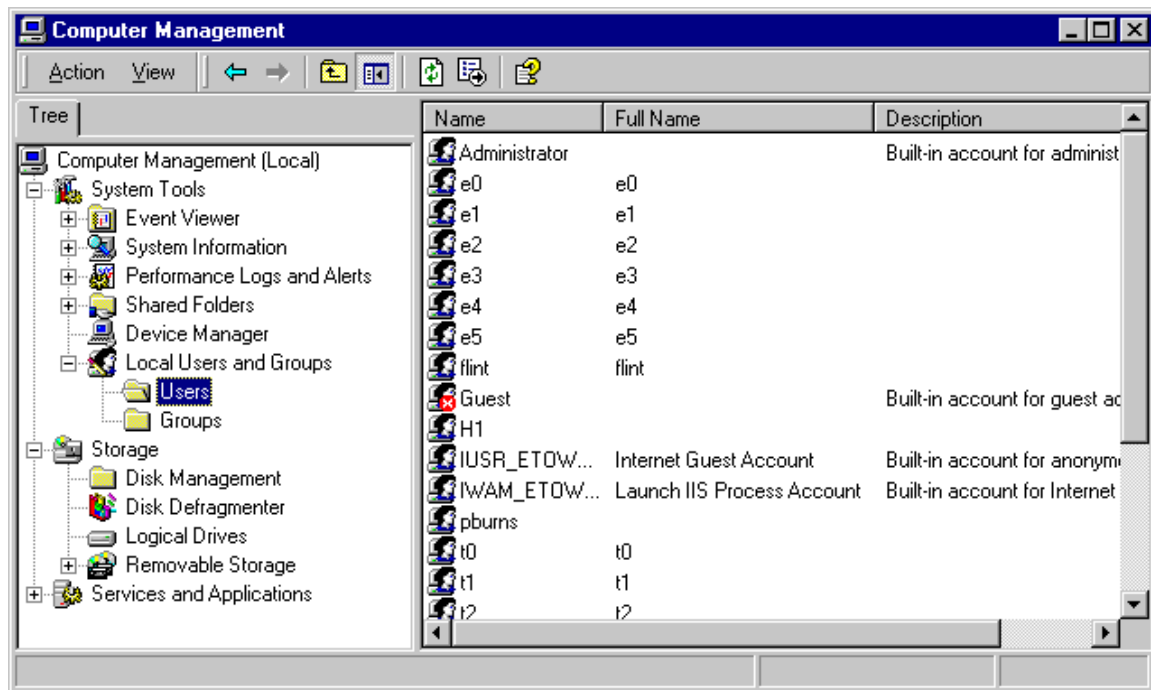 Computer Management
Action View
Tree
Computer Management (Local)
System Tools
Event Viewer
System Information
Performance Logs and Alerts
Shared Folders
Device Manager
Local Users and Groups
Users
Groups
Storage
Disk Management
Disk Defragmenter
Logical Drives
Removable Storage
Services and Applications
Name Full Name Description
Administrator Built-in account for administ
e0 e0
e1 e1
e2 e2
e3 e3
e4 e4
e5 e5
flint flint
Guest Built-in account for guest ac
H1
IUSR_ETOW... Internet Guest Account Built-in account for anonym
IWAM_ETOW... Launch IIS Process Account Built-in account for Internet
pburns
t0 t0
t1 t1
t2 t2